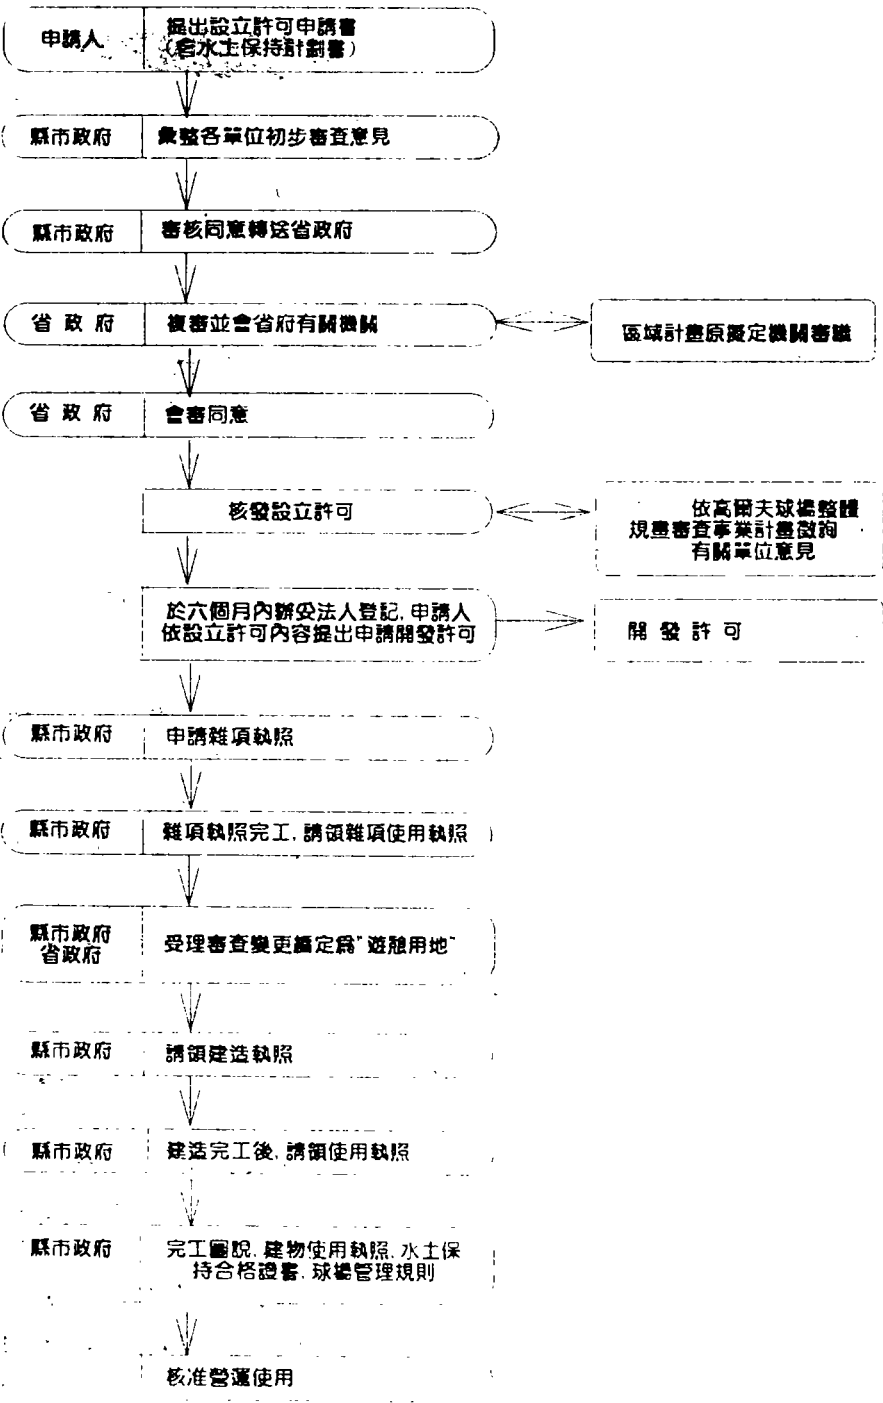 申請人
提出設立許可申請書
(含水土保持計劃書)
縣市政府
彙整各單位初步審查意見
縣市政府
審核同意轉送省政府
省政府
複審並會省府有關機關
區域計畫原擬定機關審議
省政府
會審同意
核發設立許可
依高爾夫球場整體
規畫審查事業計畫徵詢
有關單位意見
於六個月內辦妥法人登記,申請人
依設立許可內容提出申請開發許可
開發許可
縣市政府
申請雜項執照
縣市政府
雜項執照完工,請領雜項使用執照
縣市政府
省政府
受理審查變更編定為"遊憩用地"
縣市政府
請領建造執照
縣市政府
建造完工後,請領使用執照
縣市政府
完工圖說,建物使用執照,水土保
持合格證書,球場管理規則
核准營運使用